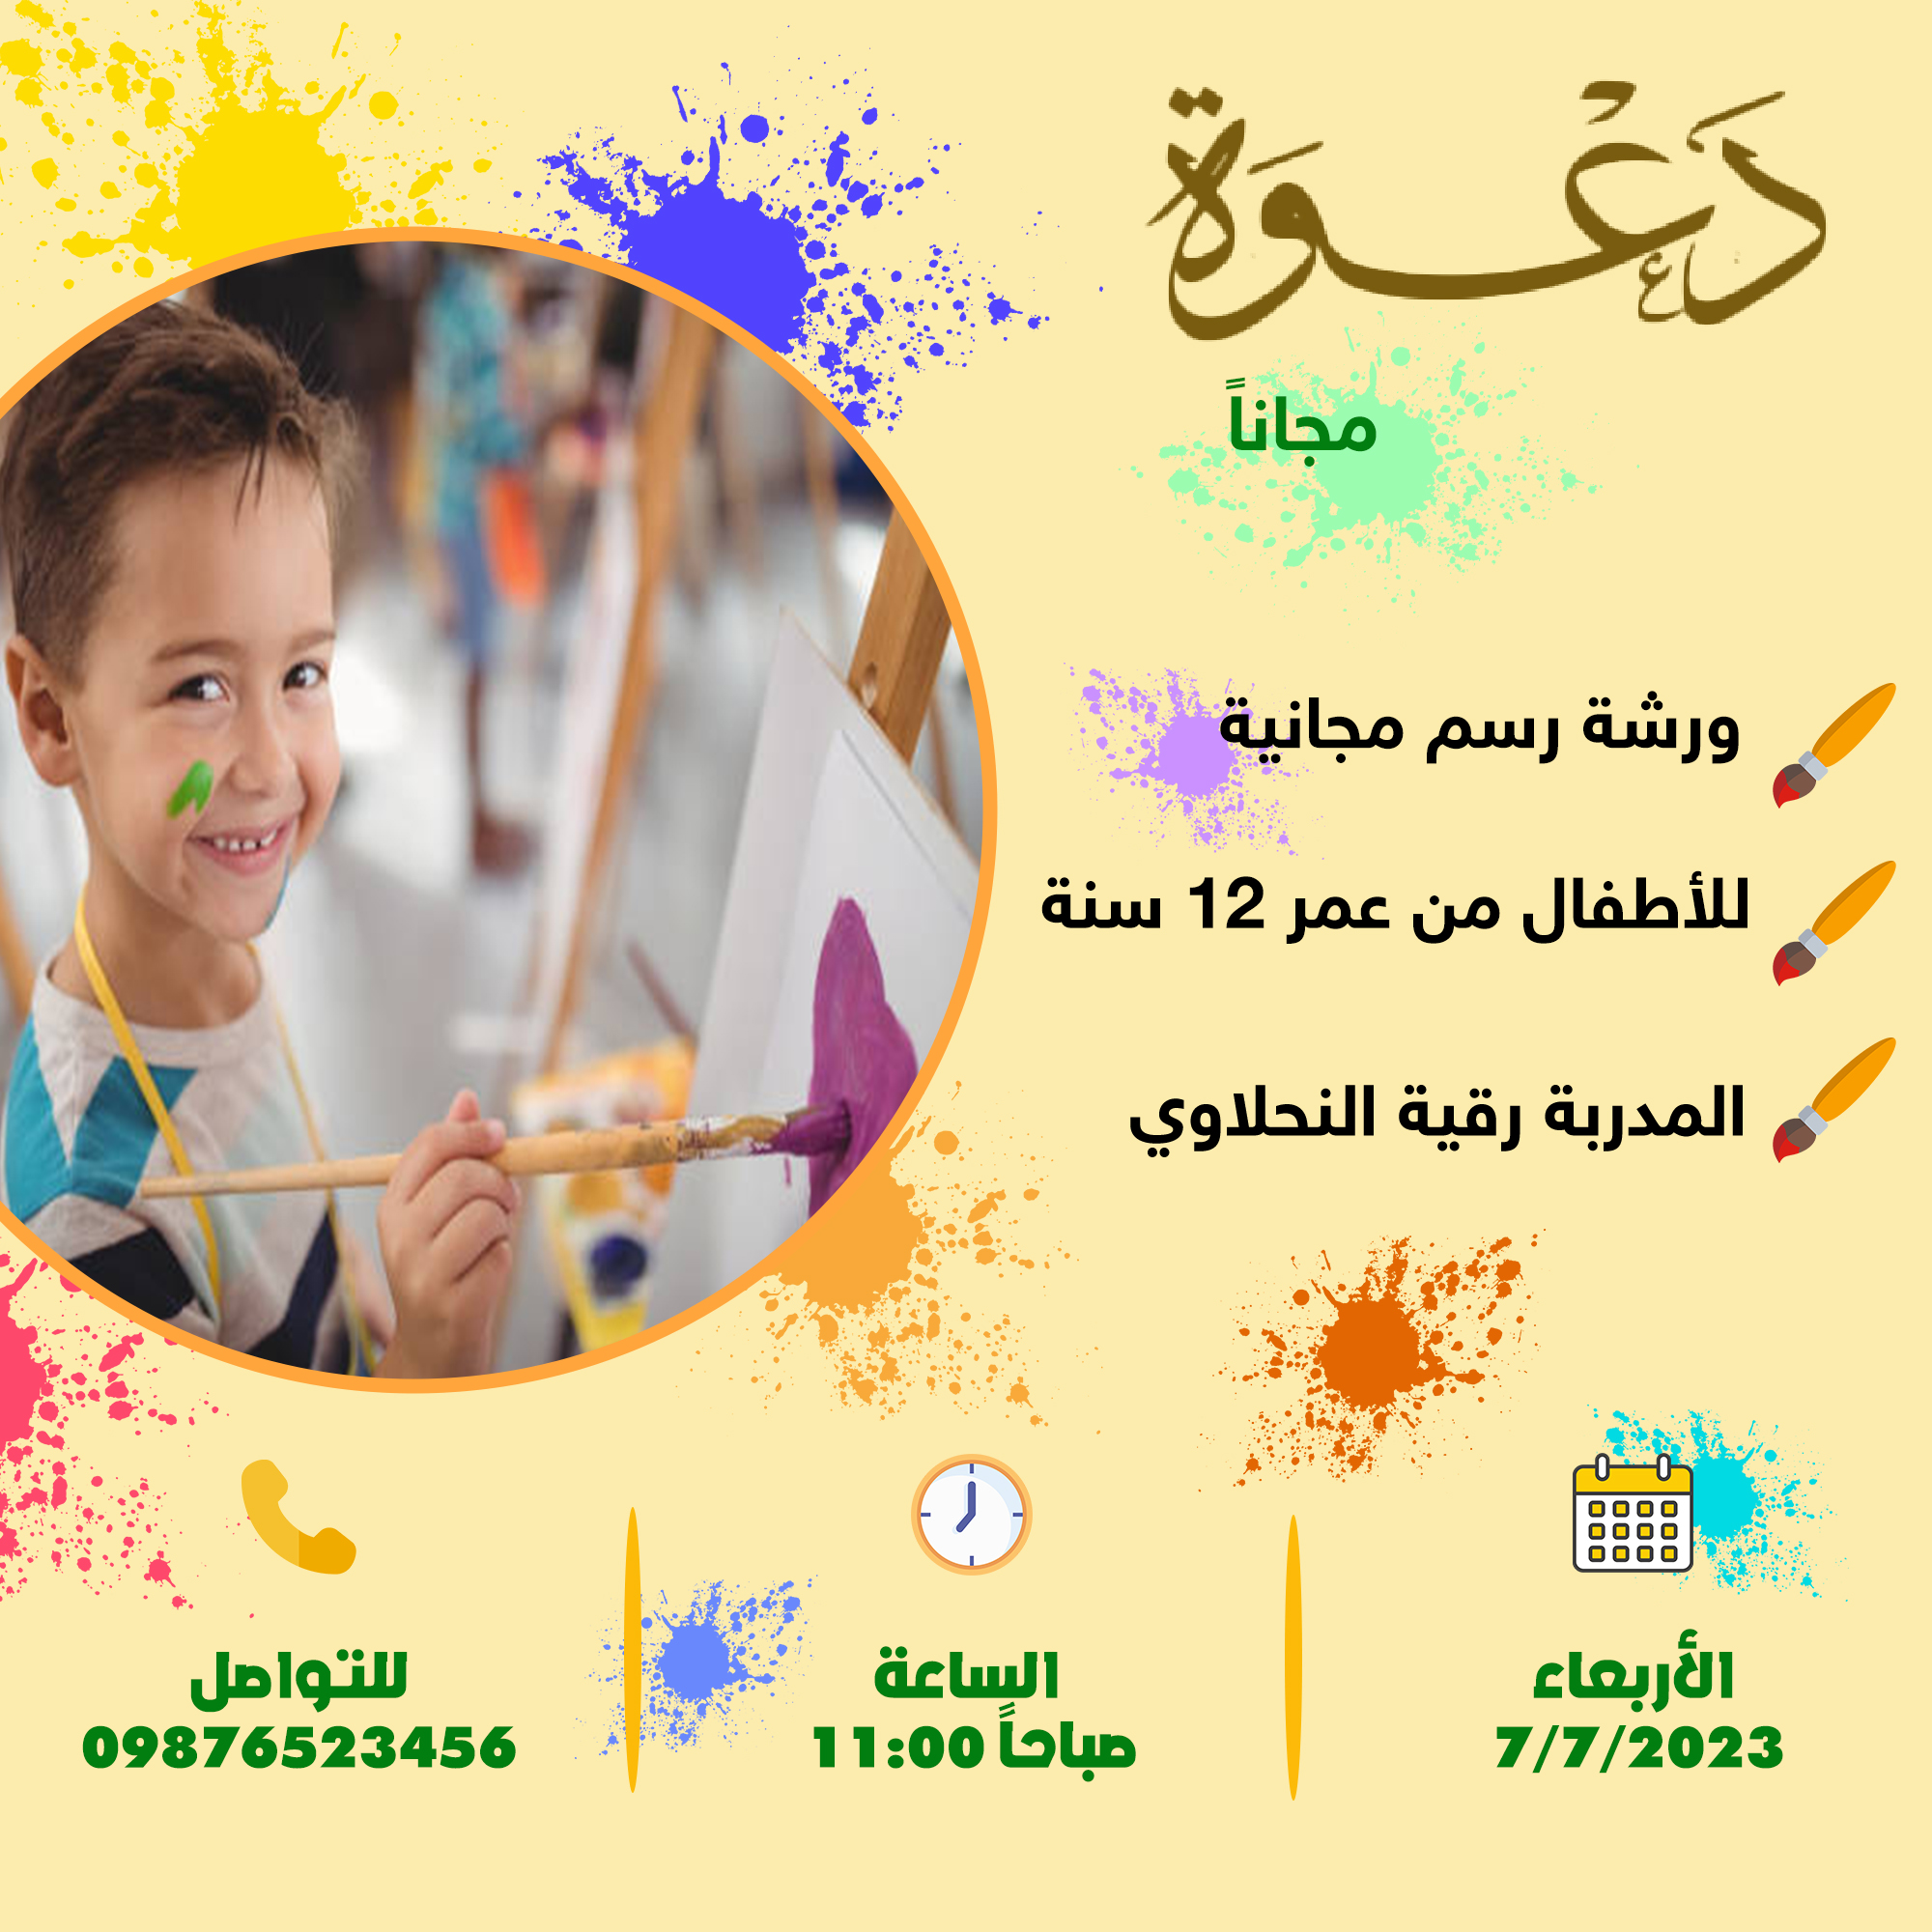 دَعْوَة
مجاناً
ورشة رسم مجانية
للأطفال من عمر 12 سنة
المدربة رقية النحلاوي
الأربعاء
7/7/2023
الساعة
11:00 صباحاً
للتواصل
09876523456